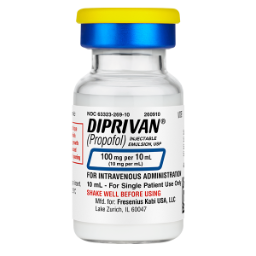 NDC 63323-269-10 260910
DIPRIVAN®
(Propofol) INJECTABLE
EMULSION, USP
100 mg per 10 mL
(10 mg per mL)
FOR INTRAVENOUS ADMINISTRATION
10 mL - For Single Patient Use Only
SHAKE WELL BEFORE USING
Mfd. for: Fresenius Kabi USA, LLC
Lake Zurich, IL 60047